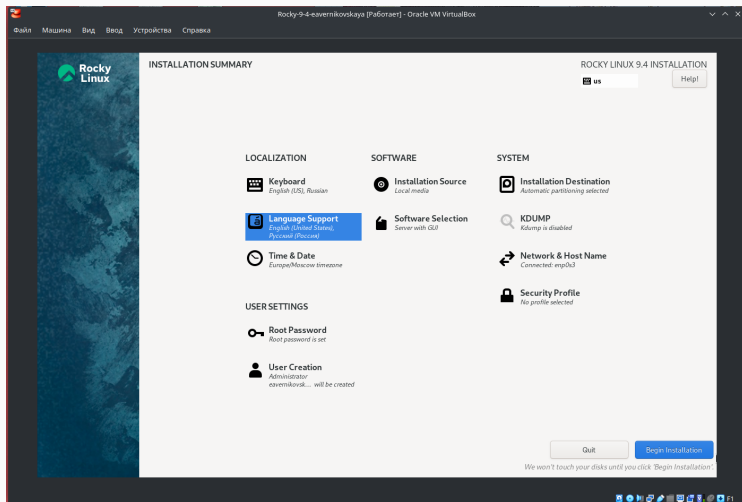 Rocky-9-4-eavernikovskaya [Работает] - Oracle VM VirtualBox
Файл Машина Вид Ввод Устройства Справка
Rocky
Linux
INSTALLATION SUMMARY
ROCKY LINUX 9.4 INSTALLATION
us
Help!
LOCALIZATION
Keyboard
English (US), Russian
Language Support
English (United States),
Русский (Россия)
Time & Date
Europe/Moscow timezone
SOFTWARE
Installation Source
Local media
Software Selection
Server with GUI
SYSTEM
Installation Destination
Automatic partitioning selected
KDUMP
Kdump is disabled
Network & Host Name
Connected: enp0s3
Security Profile
No profile selected
USER SETTINGS
Root Password
Root password is set
User Creation
Administrator
eavernikovsk... will be created
Quit
Begin Installation
We won't touch your disks until you click 'Begin Installation'.
F1